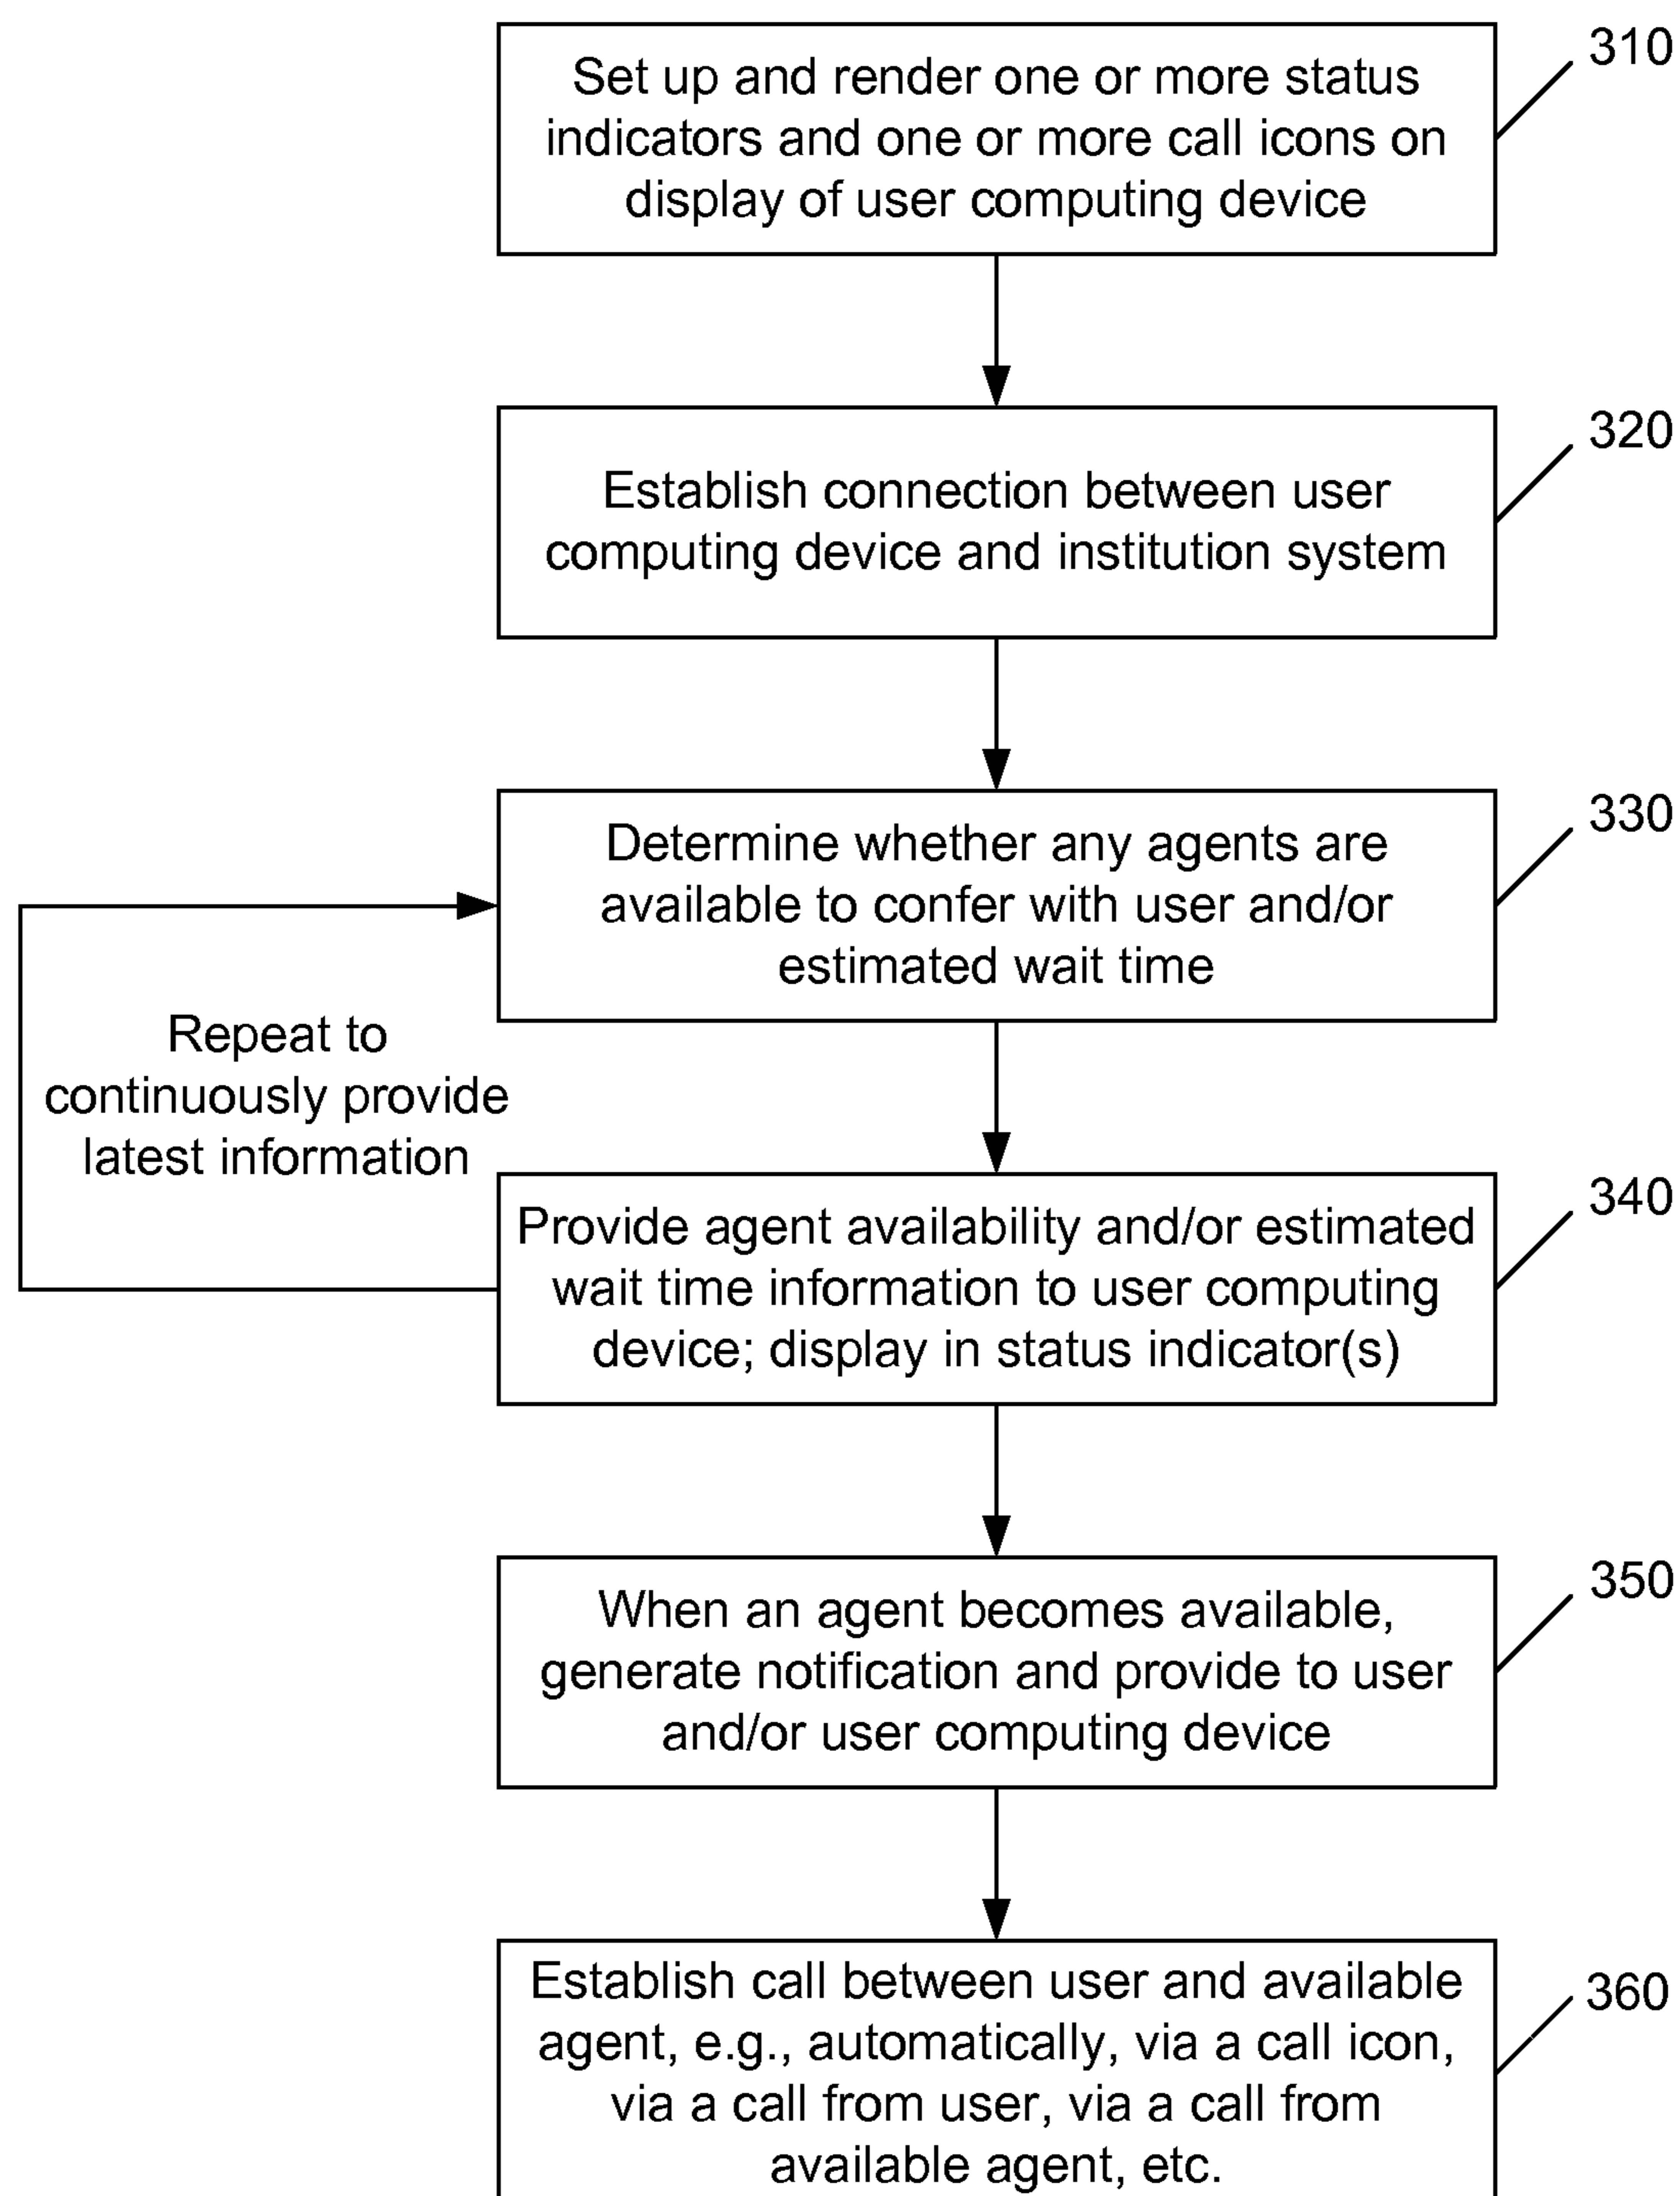 Set up and render one or more status
indicators and one or more call icons on
display of user computing device
310
Establish connection between user
computing device and institution system
320
Determine whether any agents are
available to confer with user and/or
estimated wait time
330
Repeat to
continuously provide
latest information
Provide agent availability and/or estimated
wait time information to user computing
device; display in status indicator(s)
340
When an agent becomes available,
generate notification and provide to user
and/or user computing device
350
Establish call between user and available
agent, e.g., automatically, via a call icon,
via a call from user, via a call from
available agent, etc.
360